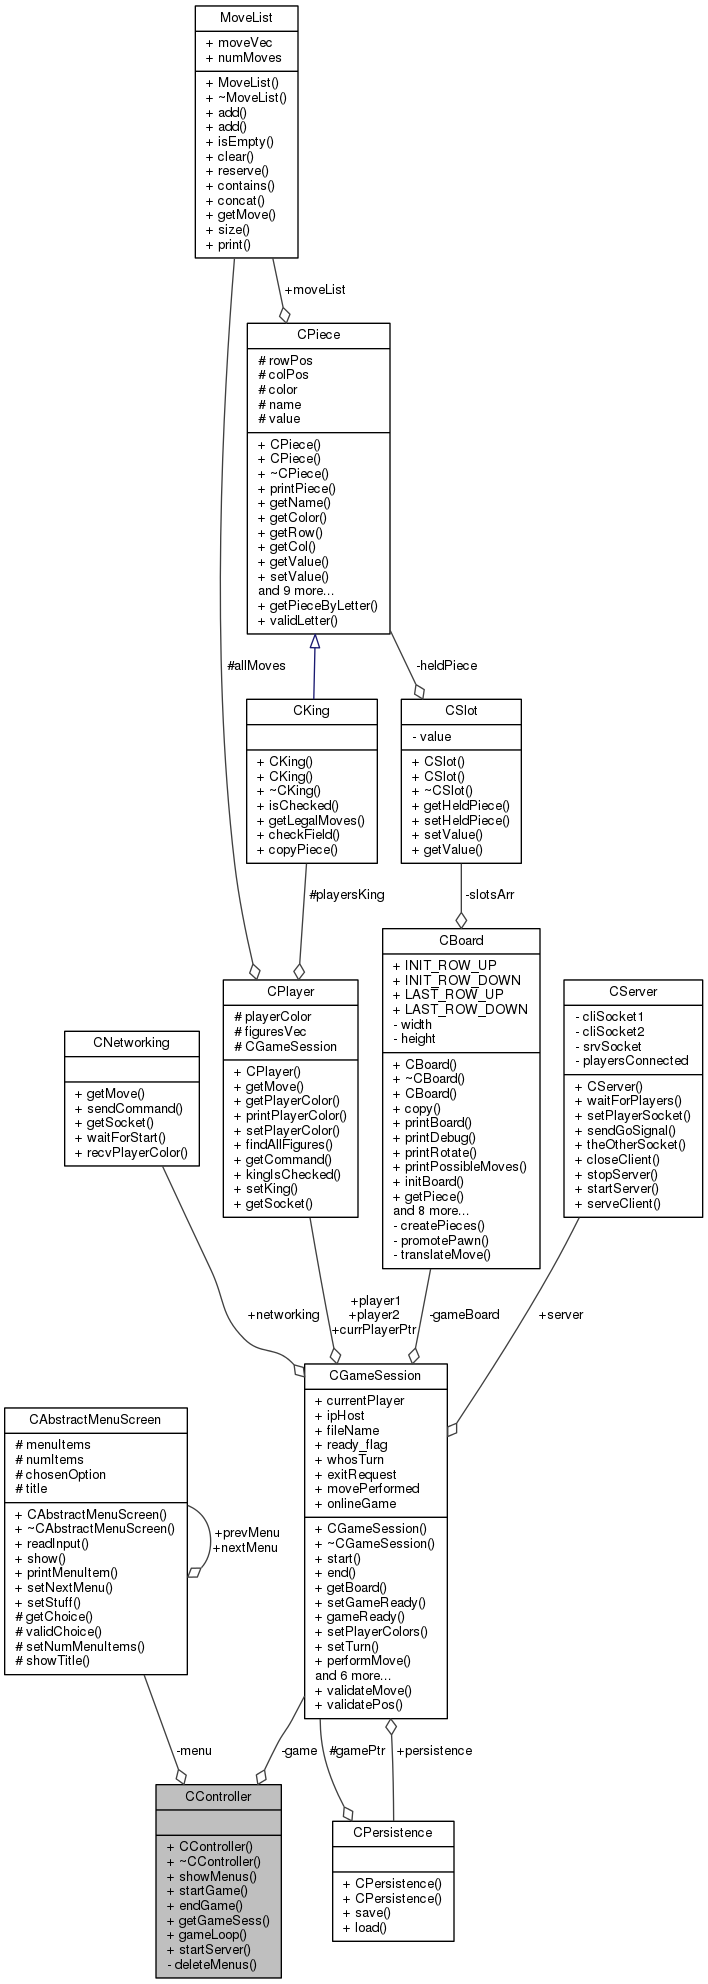 MoveList
+ moveVec
+ numMoves
+ MoveList()
+ ~MoveList()
+ add()
+ add()
+ isEmpty()
+ clear()
+ reserve()
+ contains()
+ concat()
+ getMove()
+ size()
+ print()
+moveList
CPiece
# rowPos
# colPos
# color
# name
# value
+ CPiece()
+ CPiece()
+ ~CPiece()
+ printPiece()
+ getName()
+ getColor()
+ getRow()
+ getCol()
+ getValue()
+ setValue()
and 9 more...
+ getPieceByLetter()
+ validLetter()
#allMoves
-heldPiece
CKing
+ CKing()
+ CKing()
+ ~CKing()
+ isChecked()
+ getLegalMoves()
+ checkField()
+ copyPiece()
CSlot
- value
+ CSlot()
+ CSlot()
+ ~CSlot()
+ getHeldPiece()
+ setHeldPiece()
+ setValue()
+ getValue()
#playersKing
-slotsArr
CNetworking
+ getMove()
+ sendCommand()
+ getSocket()
+ waitForStart()
+ recvPlayerColor()
CPlayer
# playerColor
# figuresVec
# CGameSession
+ CPlayer()
+ getMove()
+ getPlayerColor()
+ printPlayerColor()
+ setPlayerColor()
+ findAllFigures()
+ getCommand()
+ kingIsChecked()
+ setKing()
+ getSocket()
CBoard
+ INIT_ROW_UP
+ INIT_ROW_DOWN
+ LAST_ROW_UP
+ LAST_ROW_DOWN
- width
- height
+ CBoard()
+ ~CBoard()
+ CBoard()
+ copy()
+ printBoard()
+ printDebug()
+ printRotate()
+ printPossibleMoves()
+ initBoard()
+ getPiece()
and 8 more...
- createPieces()
- promotePawn()
- translateMove()
CServer
- cliSocket1
- cliSocket2
- srvSocket
- playersConnected
+ CServer()
+ waitForPlayers()
+ setPlayerSocket()
+ sendGoSignal()
+ theOtherSocket()
+ closeClient()
+ stopServer()
+ startServer()
+ serveClient()
+networking
+player1
+player2
+currPlayerPtr
-gameBoard
+server
CGameSession
+ currentPlayer
+ ipHost
+ fileName
+ ready_flag
+ whosTurn
+ exitRequest
+ movePerformed
+ onlineGame
+ CGameSession()
+ ~CGameSession()
+ start()
+ end()
+ getBoard()
+ setGameReady()
+ gameReady()
+ setPlayerColors()
+ setTurn()
+ performMove()
and 6 more...
+ validateMove()
+ validatePos()
CAbstractMenuScreen
# menuItems
# numItems
# chosenOption
# title
+ CAbstractMenuScreen()
+ ~CAbstractMenuScreen()
+ readInput()
+ show()
+ printMenuItem()
+ setNextMenu()
+ setStuff()
# getChoice()
# validChoice()
# setNumMenuItems()
# showTitle()
+prevMenu
+nextMenu
-menu
-game
#gamePtr
+persistence
CController
+ CController()
+ ~CController()
+ showMenus()
+ startGame()
+ endGame()
+ getGameSess()
+ gameLoop()
+ startServer()
- deleteMenus()
CPersistence
+ CPersistence()
+ CPersistence()
+ save()
+ load()